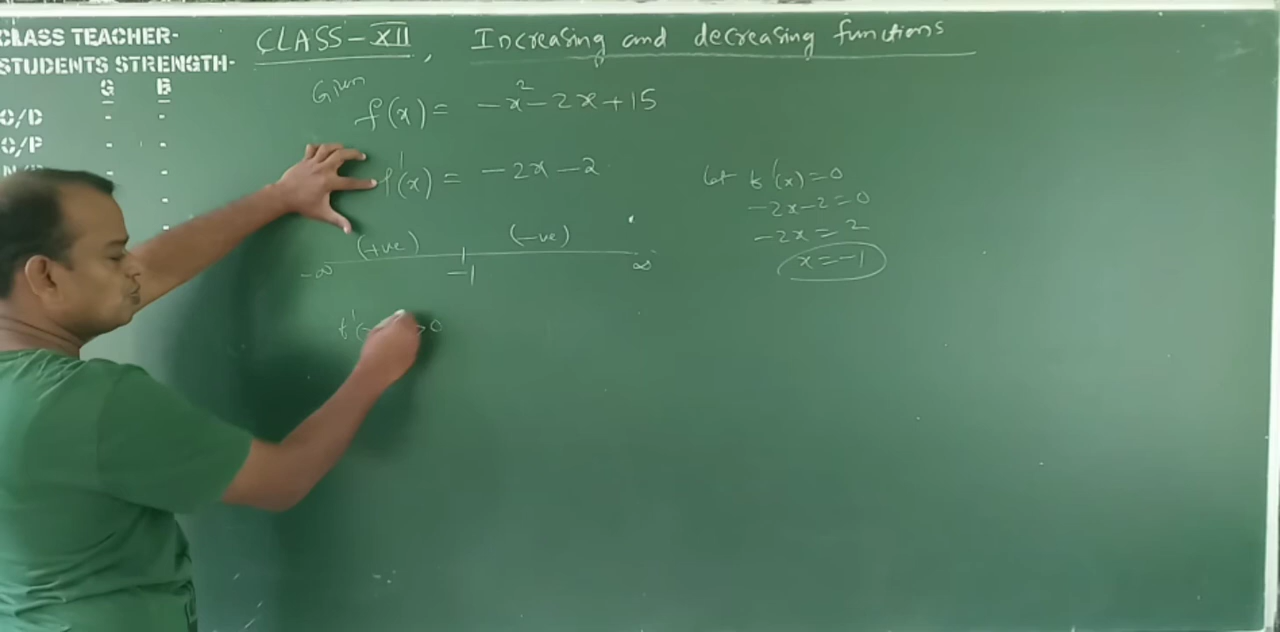 CLASS TEACHER-
STUDENTS STRENGTH-
G B
O/D - -
O/P - -
- -
-
-
CLASS-XII, Increasing and decreasing functions
Given
f(x) = -x²-2x+15
f'(x) = -2x-2
(+ve) (-ve)
-∞ -1 ∞
>0
let f'(x)=0
-2x-2=0
-2x=2
x=-1